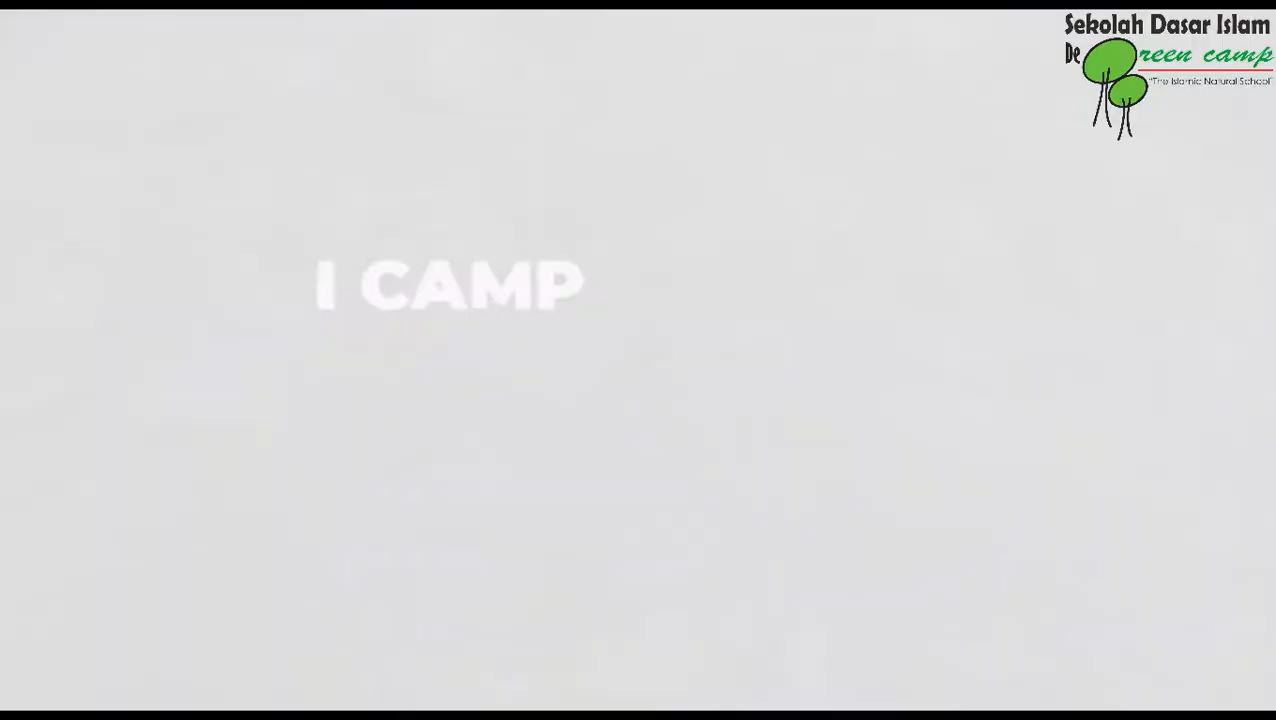 Sekolah Dasar Islam
De reen camp
"The Islamic Natural School"
I CAMP